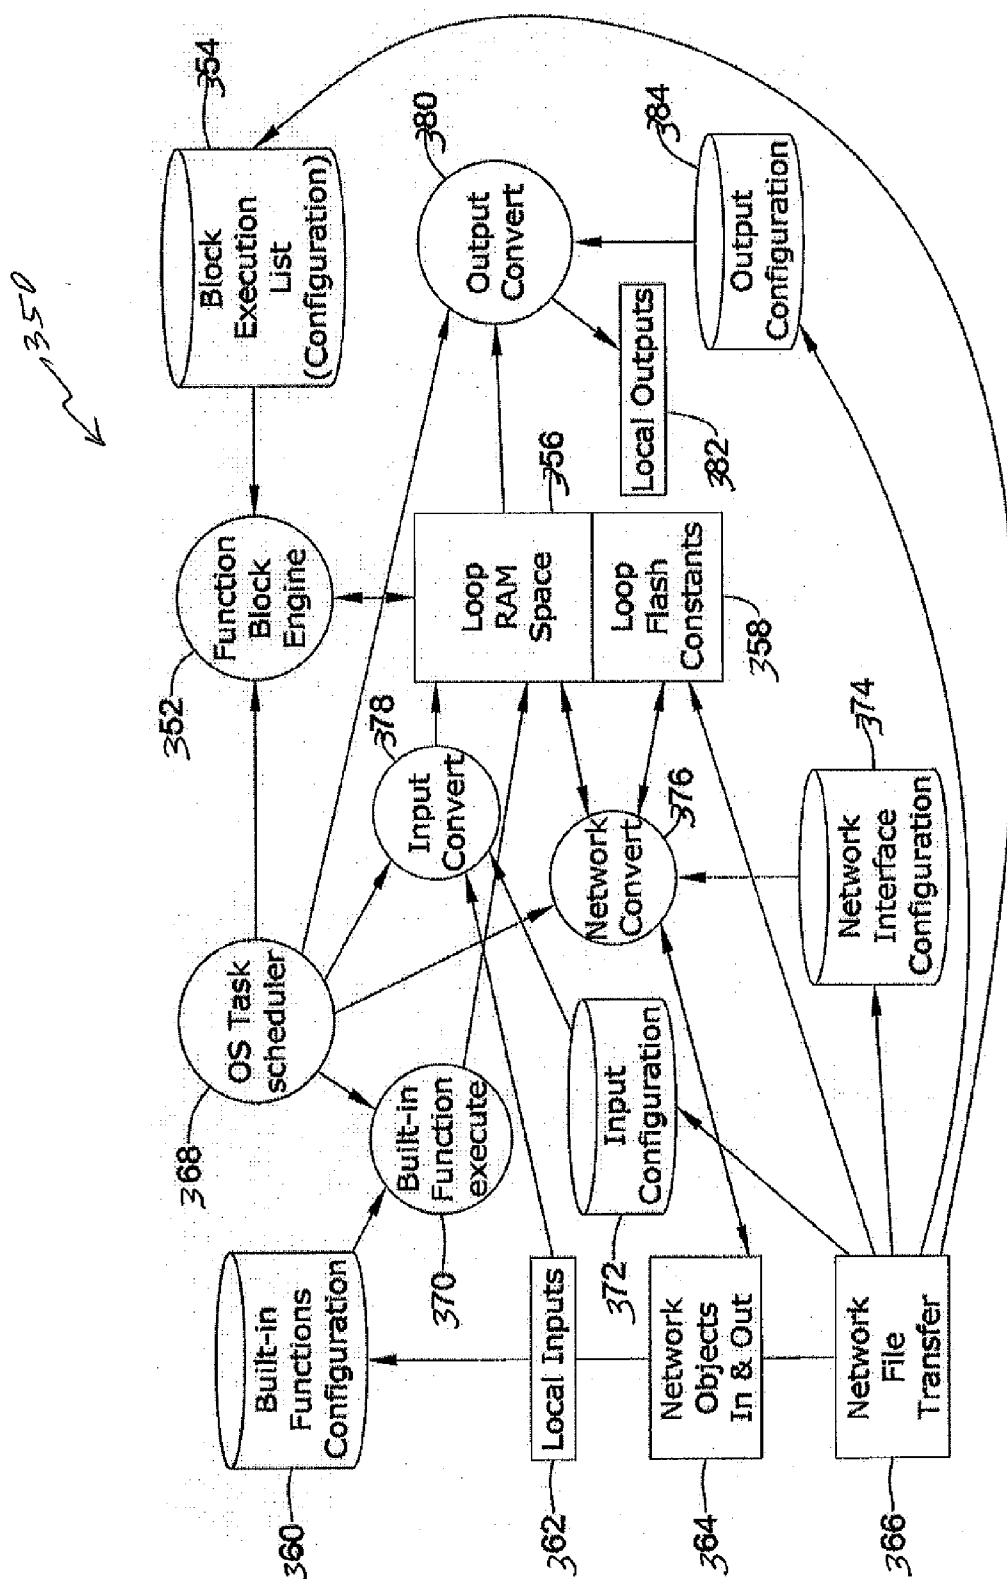 350
360
Built-in
Functions
Configuration
368
OS Task
scheduler
352
Function
Block
Engine
354
Block
Execution
List
(Configuration)
370
Built-in
Function
execute
378
Input
Convert
Loop
RAM
Space
356
Output
Convert
380
362
Local Inputs
372
Input
Configuration
Network
Convert
376
Loop
Flash
Constants
358
Local Outputs
382
364
Network
Objects
In & Out
366
Network
File
Transfer
Network
Interface
Configuration
374
Output
Configuration
384